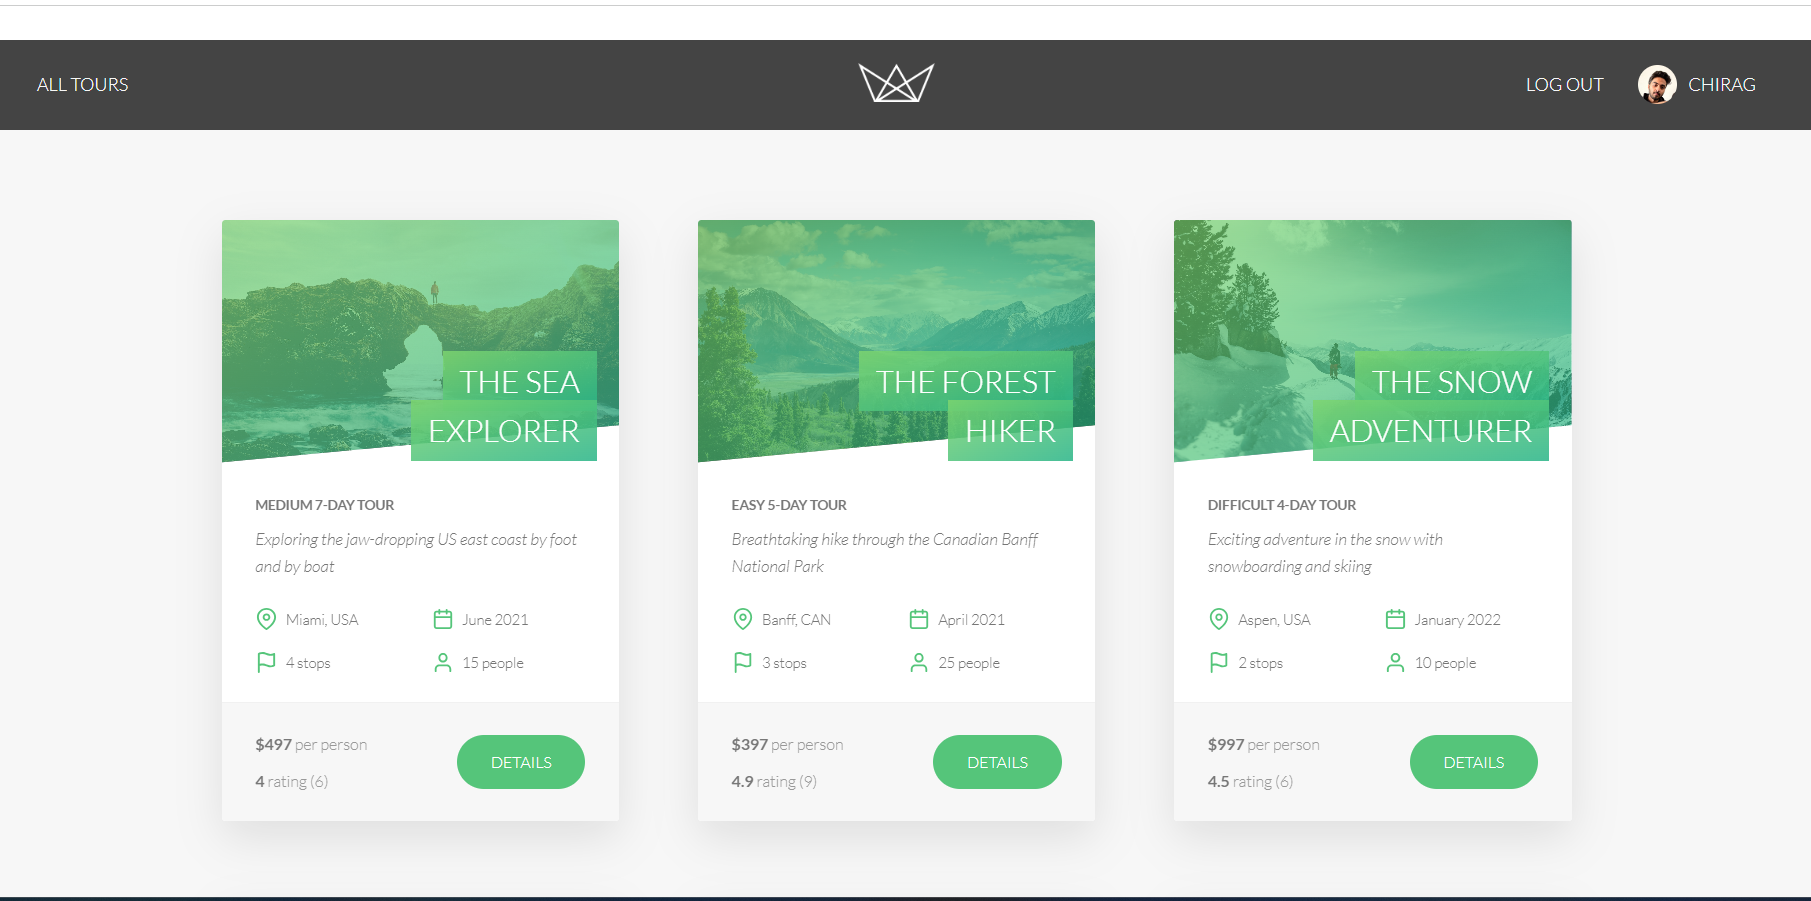 ALL TOURS
LOG OUT
CHIRAG
THE SEA
EXPLORER
MEDIUM 7-DAY TOUR
Exploring the jaw-dropping US east coast by foot
and by boat
Miami, USA
June 2021
4 stops
15 people
$497 per person
4 rating (6)
DETAILS
THE FOREST
HIKER
EASY 5-DAY TOUR
Breathtaking hike through the Canadian Banff
National Park
Banff, CAN
April 2021
3 stops
25 people
$397 per person
4.9 rating (9)
DETAILS
THE SNOW
ADVENTURER
DIFFICULT 4-DAY TOUR
Exciting adventure in the snow with
snowboarding and skiing
Aspen, USA
January 2022
2 stops
10 people
$997 per person
4.5 rating (6)
DETAILS